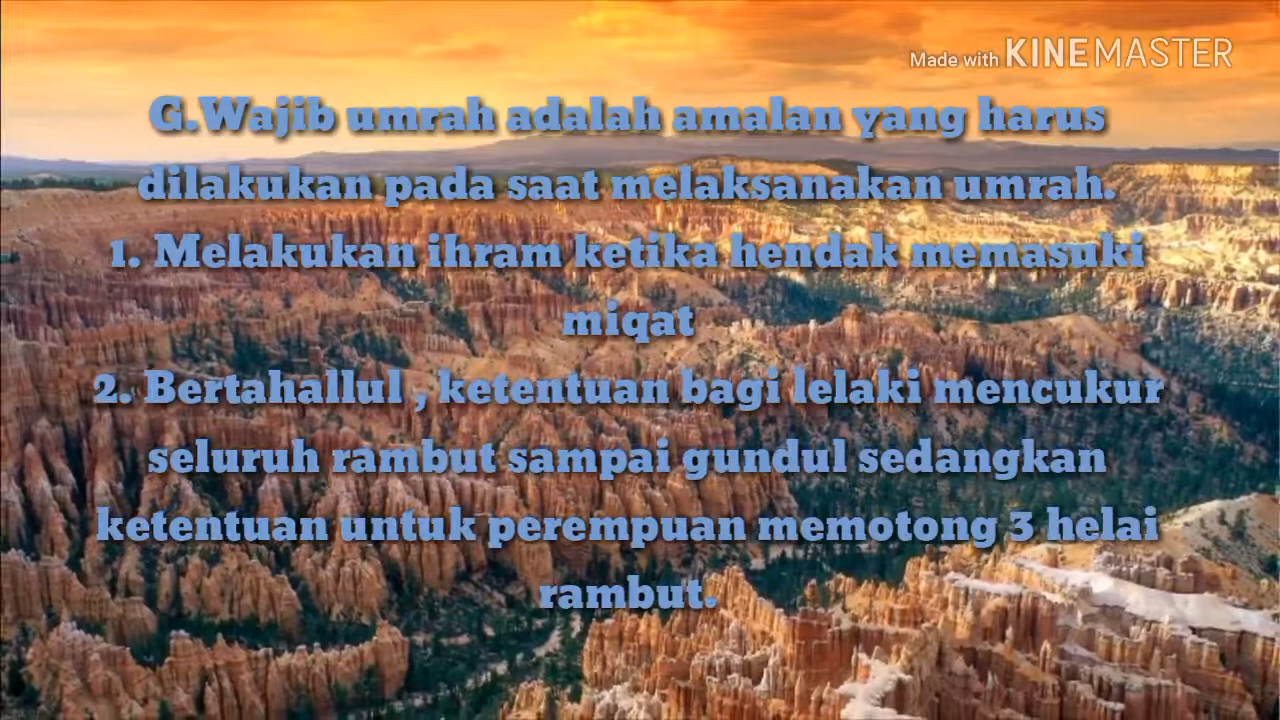 Made with KINEMASTER
G.Wajib umrah adalah amalan yang harus
dilakukan pada saat melaksanakan umrah.
1. Melakukan ihram ketika hendak memasuki
miqat
2. Bertahallul , ketentuan bagi lelaki mencukur
seluruh rambut sampai gundul sedangkan
ketentuan untuk perempuan memotong 3 helai
rambut.